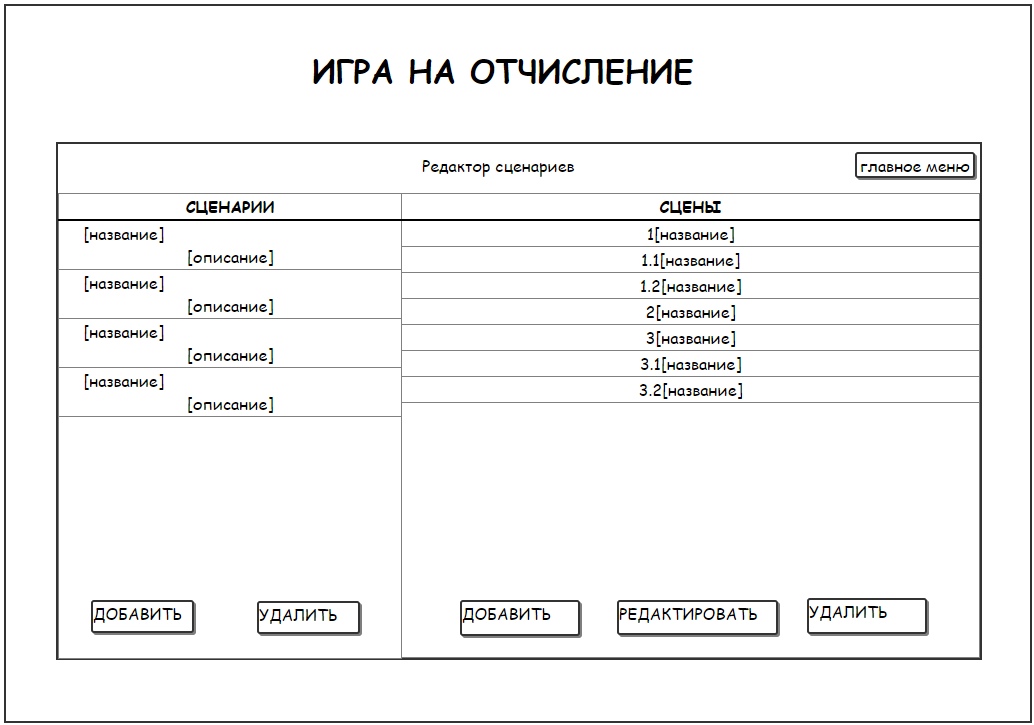 ИГРА НА ОТЧИСЛЕНИЕ
Редактор сценариев
главное меню
СЦЕНАРИИ
[название]
[описание]
[название]
[описание]
[название]
[описание]
[название]
[описание]
ДОБАВИТЬ
УДАЛИТЬ
СЦЕНЫ
1[название]
1.1[название]
1.2[название]
2[название]
3[название]
3.1[название]
3.2[название]
ДОБАВИТЬ
РЕДАКТИРОВАТЬ
УДАЛИТЬ